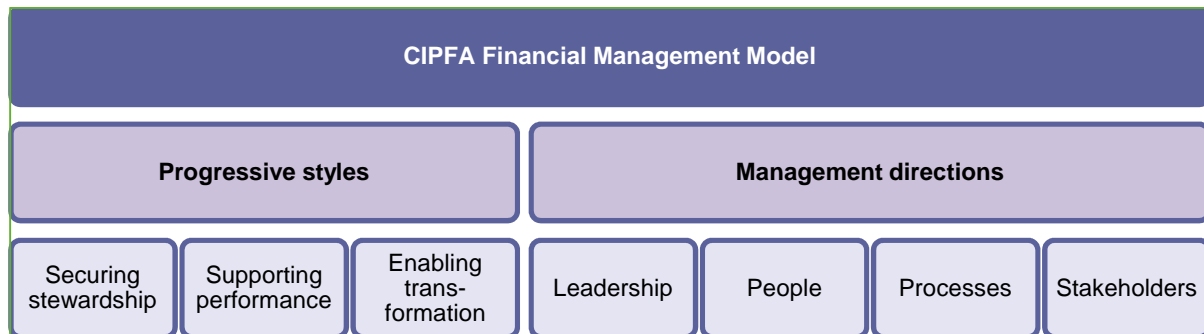 CIPFA Financial Management Model
Progressive styles
Management directions
Securing
stewardship
Supporting
performance
Enabling
trans-
formation
Leadership
People
Processes
Stakeholders